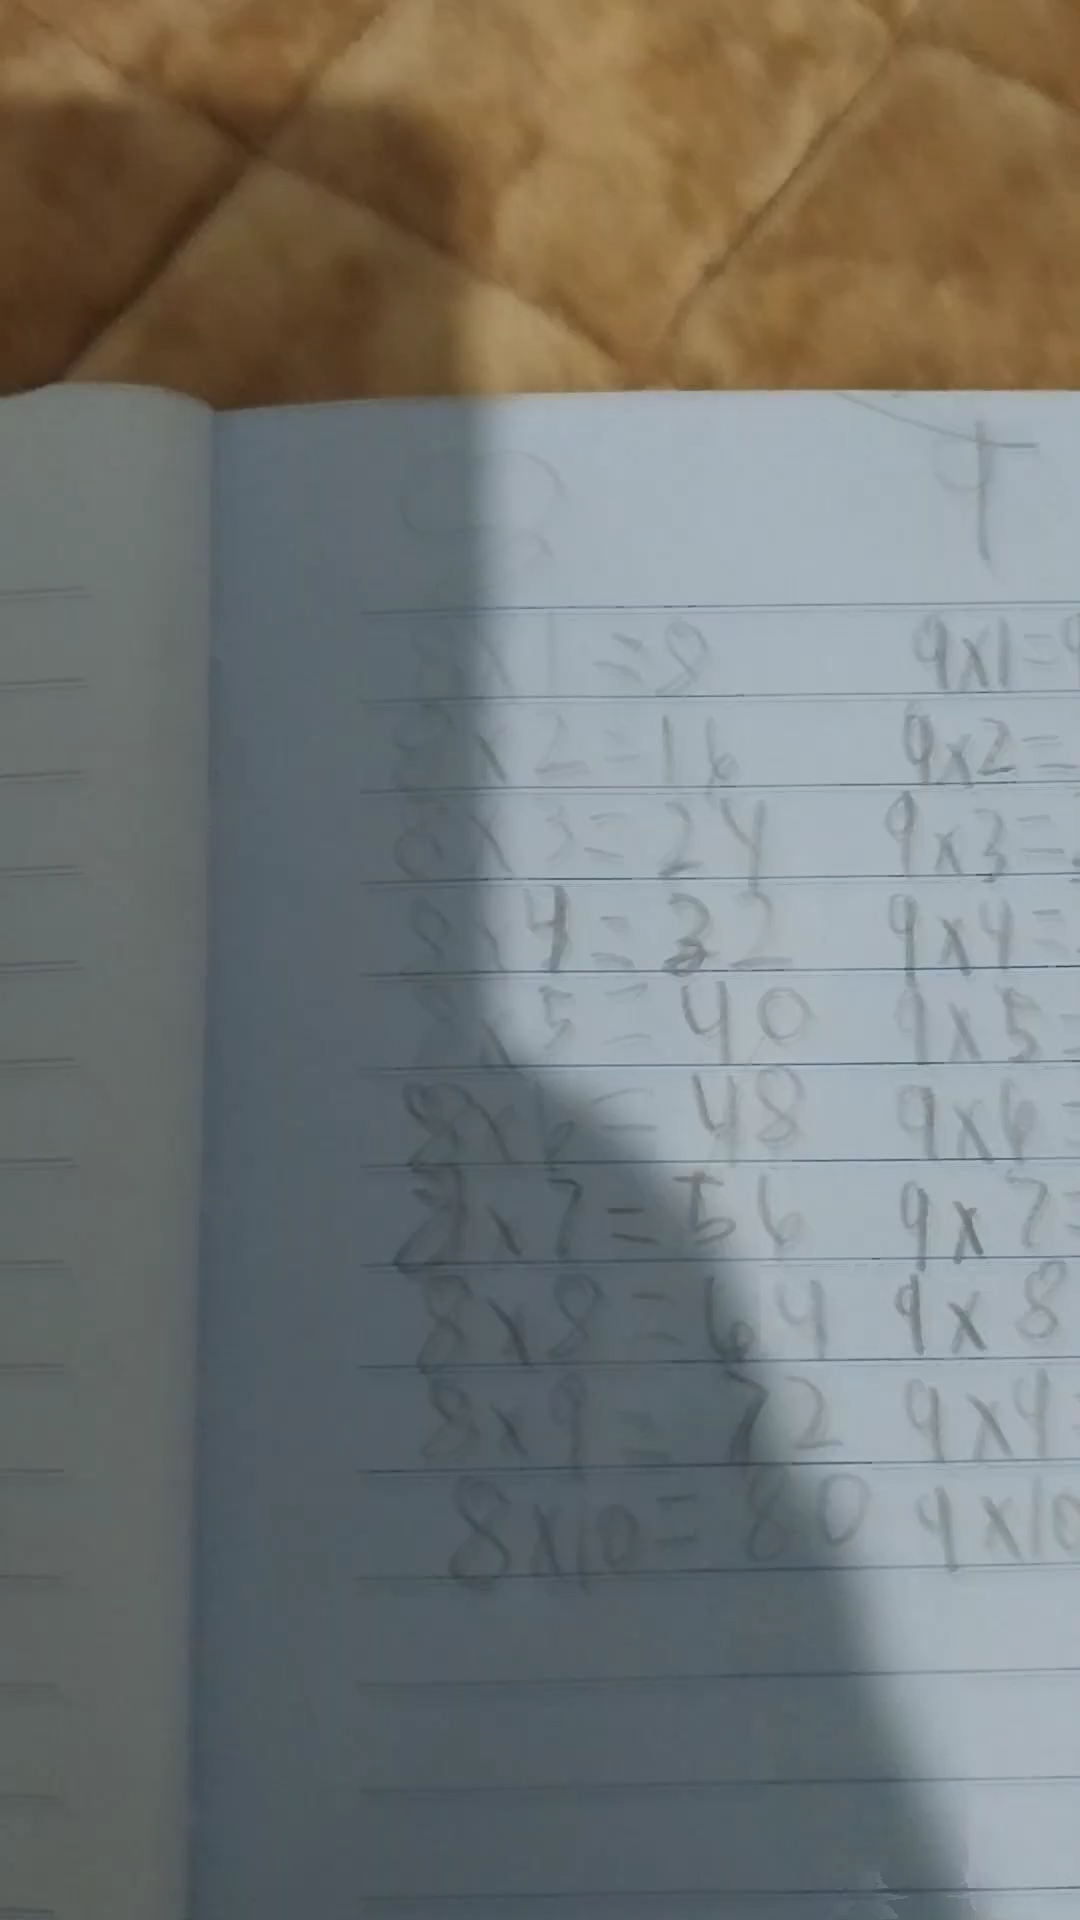 8x1=8 9x1=9
8x2=16 9x2=
8x3=24 9x3=
8x4=32 9x4=
8x5=40 9x5=
8x6=48 9x6=
8x7=56 9x7=
8x8=64 9x8
8x9=72 9x9=
8x10=80 9x10